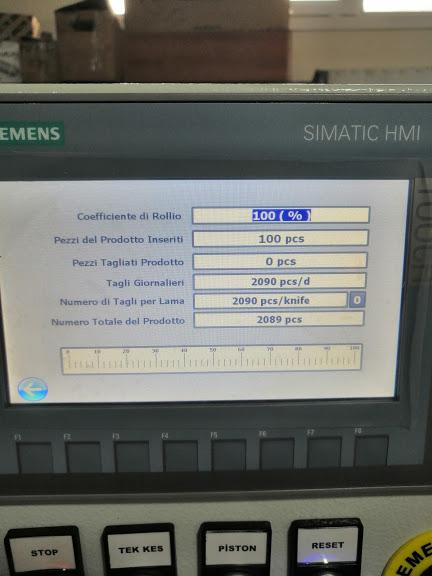 SIEMENS
SIMATIC HMI
TOUCH
Coefficiente di Rollio 100 ( % )
Pezzi del Prodotto Inseriti 100 pcs
Pezzi Tagliati Prodotto 0 pcs
Tagli Giornalieri 2090 pcs/d
Numero di Tagli per Lama 2090 pcs/knife 0
Numero Totale del Prodotto 2089 pcs
0 10 20 30 40 50 60 70 80 90 100
F1 F2 F3 F4 F5 F6 F7 F8
STOP TEK KES PİSTON RESET
EME